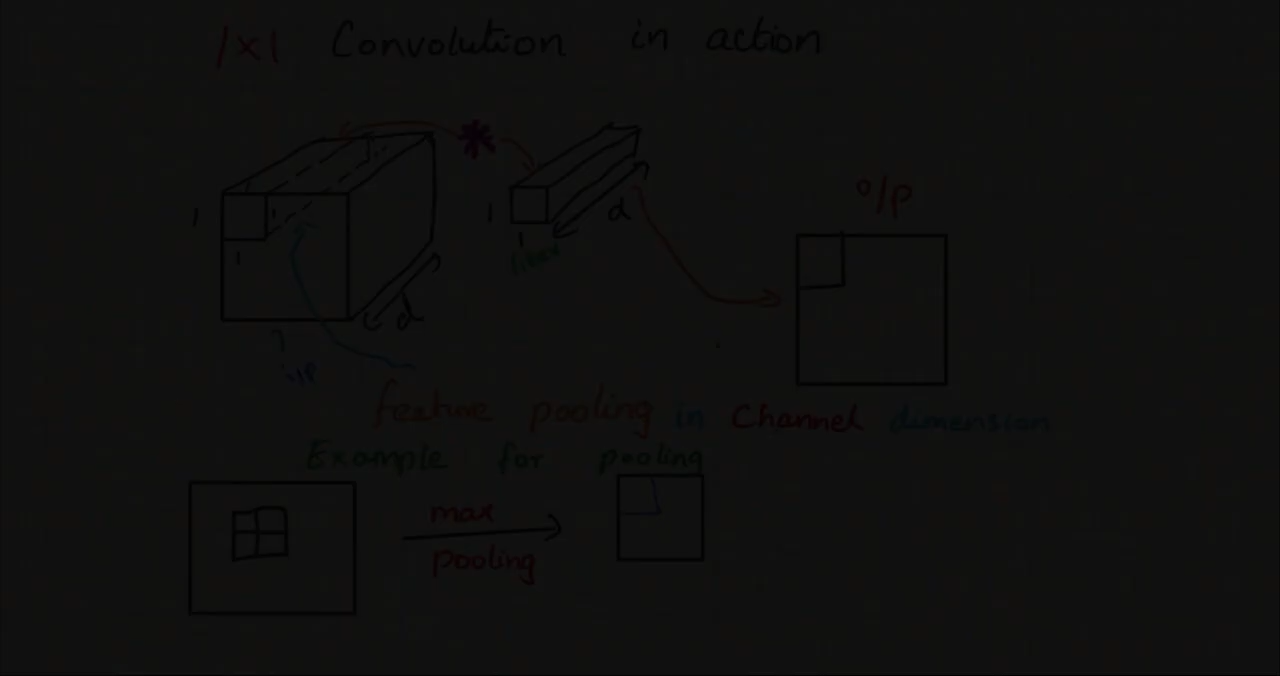 1x1 Convolution in action
o/p
1
1
1
1
d
filter
d
i/p
feature pooling in Channel dimension
Example for pooling
max
pooling